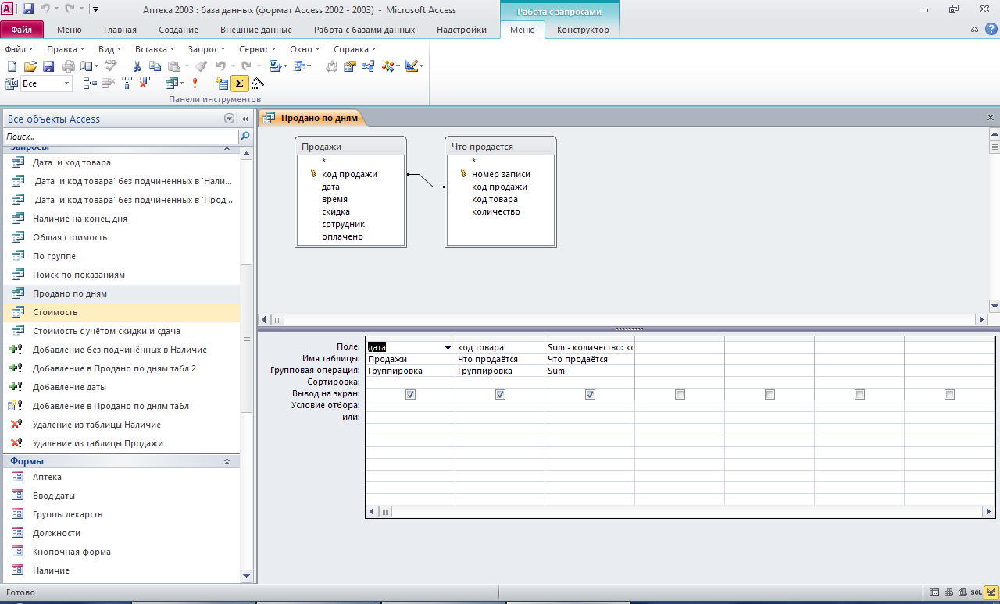 Аптека 2003 : база данных (формат Access 2002 - 2003) - Microsoft Access
Работа с запросами
Файл Меню Главная Создание Внешние данные Работа с базами данных Надстройки Меню Конструктор
Файл Правка Вид Вставка Запрос Сервис Окно Справка
Все
Панели инструментов
Все объекты Access
Поиск...
Запросы
Дата и код товара
'Дата и код товара' без подчиненных в 'Нали...
'Дата и код товара' без подчиненных в 'Прод...
Наличие на конец дня
Общая стоимость
По группе
Поиск по показаниям
Продано по дням
Стоимость
Стоимость с учётом скидки и сдача
Добавление без подчинённых в Наличие
Добавление в Продано по дням табл 2
Добавление даты
Добавление в Продано по дням табл
Удаление из таблицы Наличие
Удаление из таблицы Продажи
Формы
Аптека
Ввод даты
Группы лекарств
Должности
Кнопочная форма
Наличие
Продано по дням
Продажи
*
код продажи
дата
время
скидка
сотрудник
оплачено
Что продаётся
*
номер записи
код продажи
код товара
количество
Поле: дата код товара Sum - количество: ко
Имя таблицы: Продажи Что продаётся Что продаётся
Групповая операция: Группировка Группировка Sum
Сортировка:
Вывод на экран:
Условие отбора:
или:
Готово
SQL